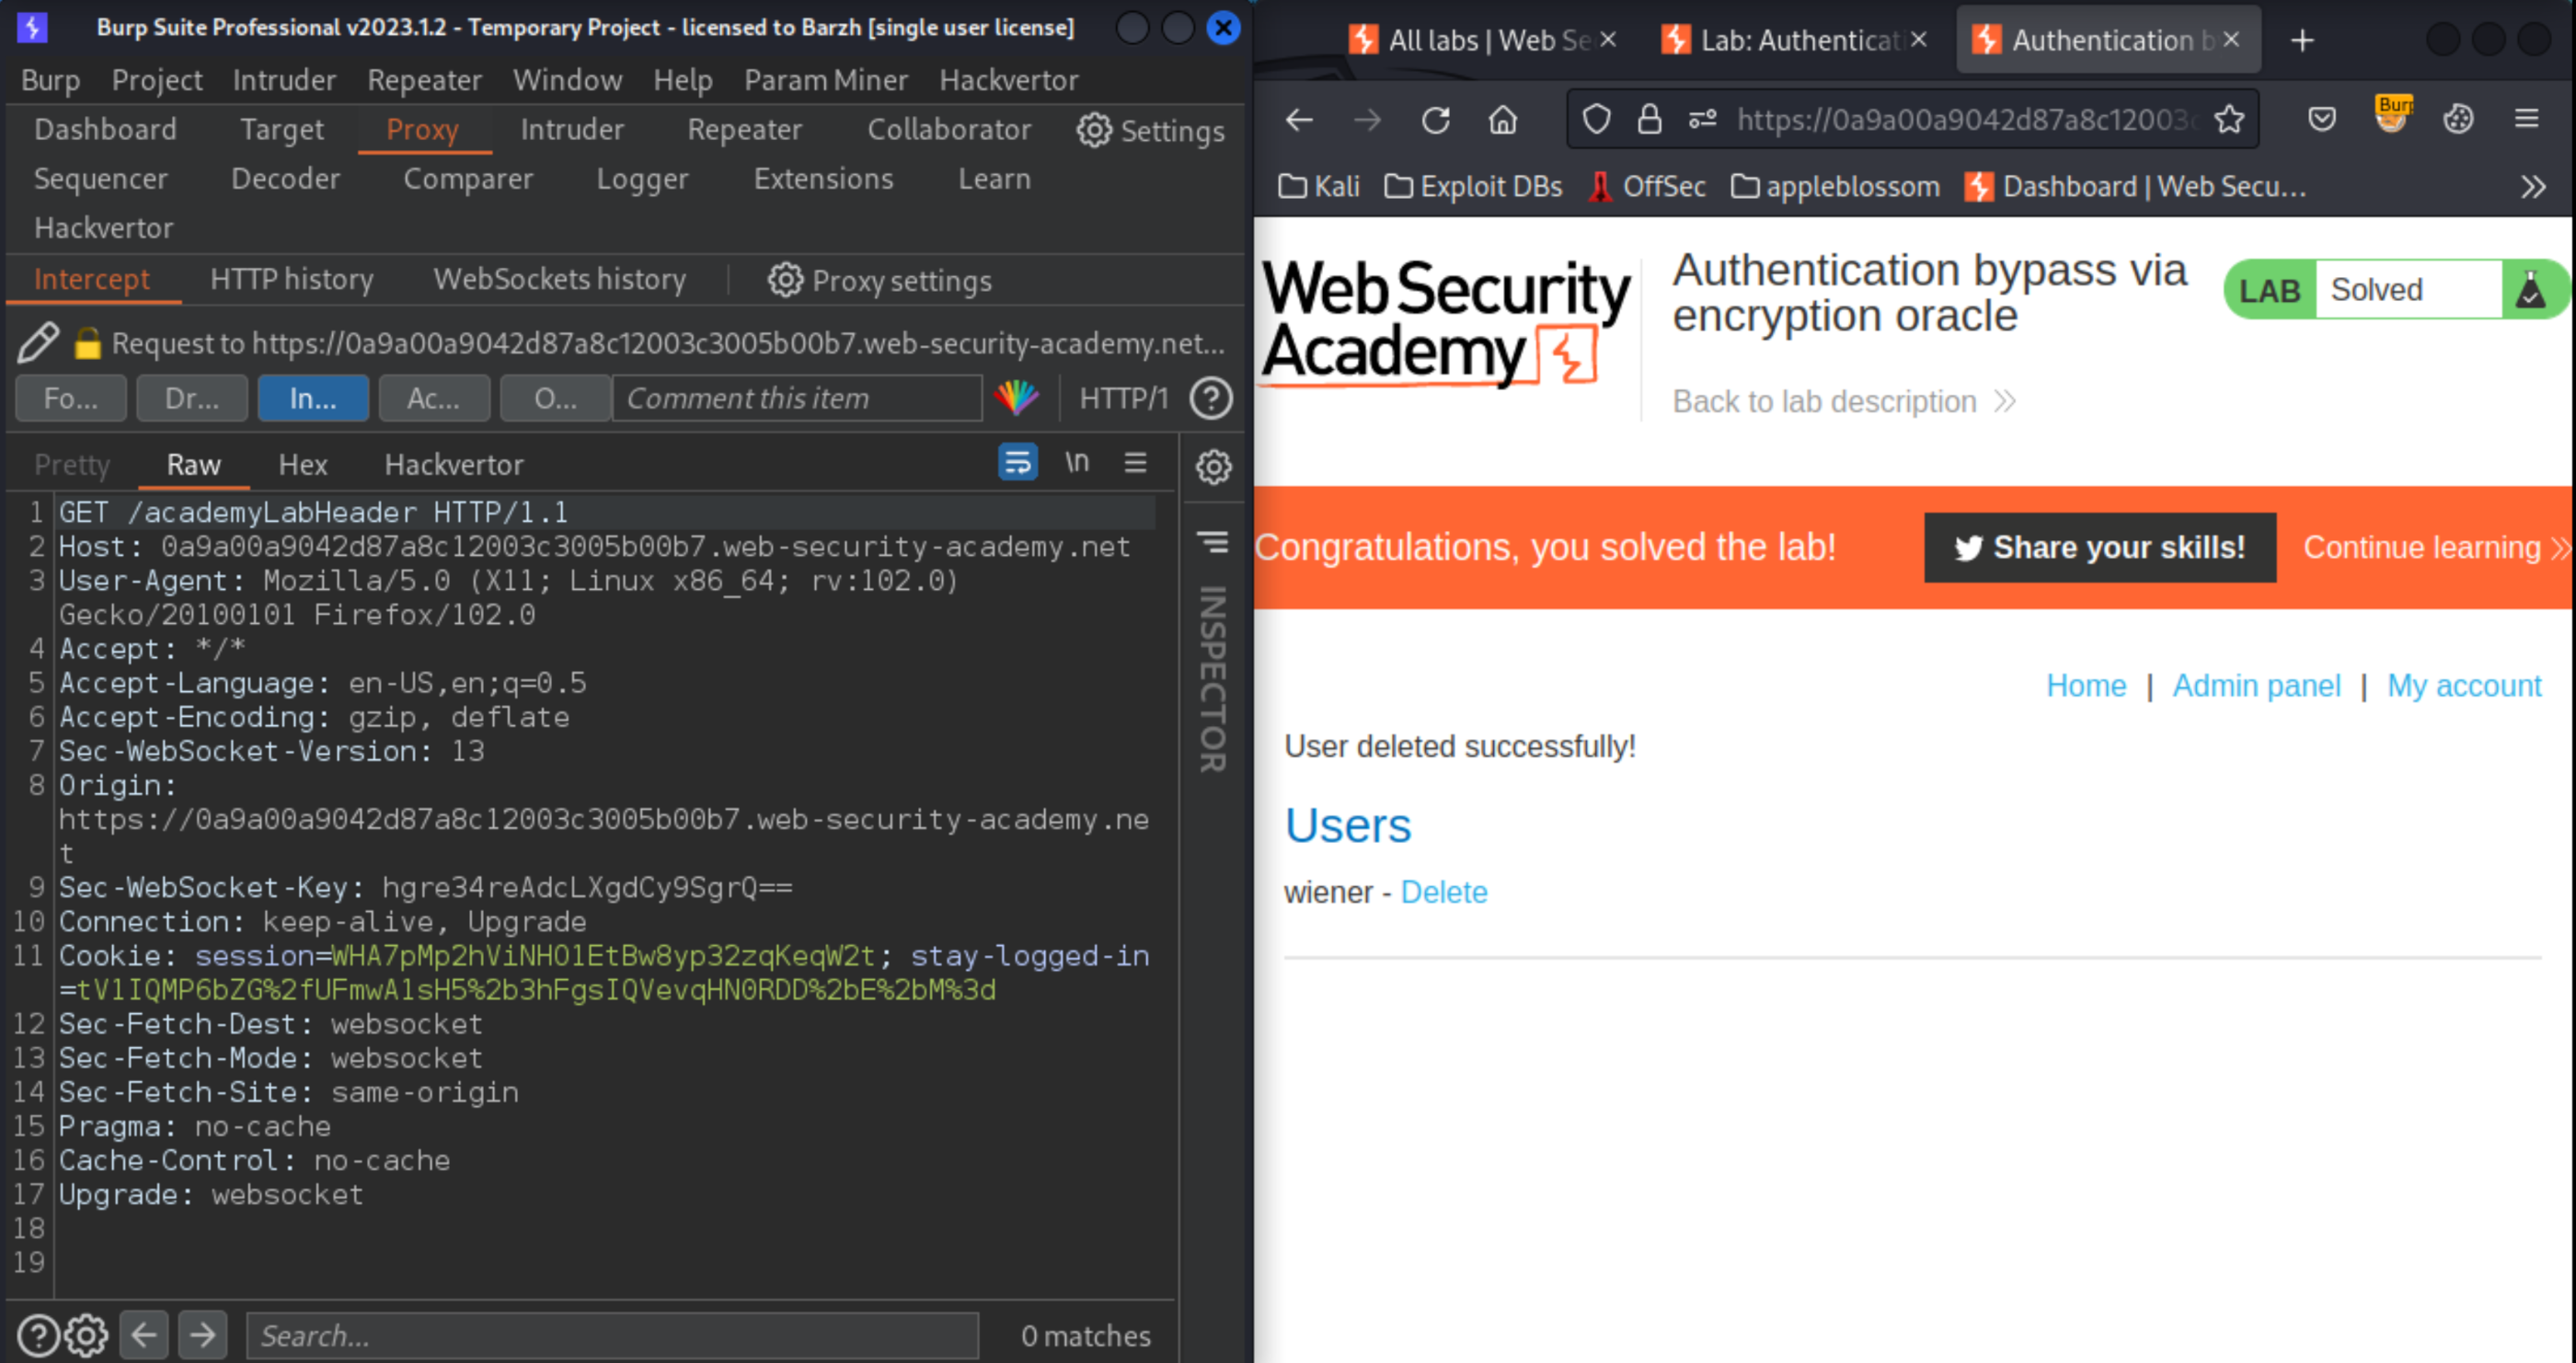 Burp Suite Professional v2023.1.2 - Temporary Project - licensed to Barzh [single user license]
Burp Project Intruder Repeater Window Help Param Miner Hackvertor
Dashboard Target Proxy Intruder Repeater Collaborator Settings
Sequencer Decoder Comparer Logger Extensions Learn
Hackvertor
Intercept HTTP history WebSockets history Proxy settings
Request to https://0a9a00a9042d87a8c12003c3005b00b7.web-security-academy.net...
Fo... Dr... In... Ac... O... Comment this item HTTP/1 ?
Pretty Raw Hex Hackvertor \n
1 GET /academyLabHeader HTTP/1.1
2 Host: 0a9a00a9042d87a8c12003c3005b00b7.web-security-academy.net
3 User-Agent: Mozilla/5.0 (X11; Linux x86_64; rv:102.0)
Gecko/20100101 Firefox/102.0
4 Accept: */*
5 Accept-Language: en-US,en;q=0.5
6 Accept-Encoding: gzip, deflate
7 Sec-WebSocket-Version: 13
8 Origin:
https://0a9a00a9042d87a8c12003c3005b00b7.web-security-academy.ne
t
9 Sec-WebSocket-Key: hgre34reAdcLXgdCy9SgrQ==
10 Connection: keep-alive, Upgrade
11 Cookie: session=WHA7pMp2hViNHO1EtBw8yp32zqKeqW2t; stay-logged-in
=tV1IQMP6bZG%2fUFmwA1sH5%2b3hFgsIQVevqHN0RDD%2bE%2bM%3d
12 Sec-Fetch-Dest: websocket
13 Sec-Fetch-Mode: websocket
14 Sec-Fetch-Site: same-origin
15 Pragma: no-cache
16 Cache-Control: no-cache
17 Upgrade: websocket
18
19
INSPECTOR
? Search... 0 matches
All labs | Web Se Lab: Authenticati Authentication b
https://0a9a00a9042d87a8c12003c Burp
Kali Exploit DBs OffSec appleblossom Dashboard | Web Secu...
Web Security
Academy
Authentication bypass via
encryption oracle
Back to lab description
LAB Solved
Congratulations, you solved the lab! Share your skills! Continue learning
Home | Admin panel | My account
User deleted successfully!
Users
wiener - Delete